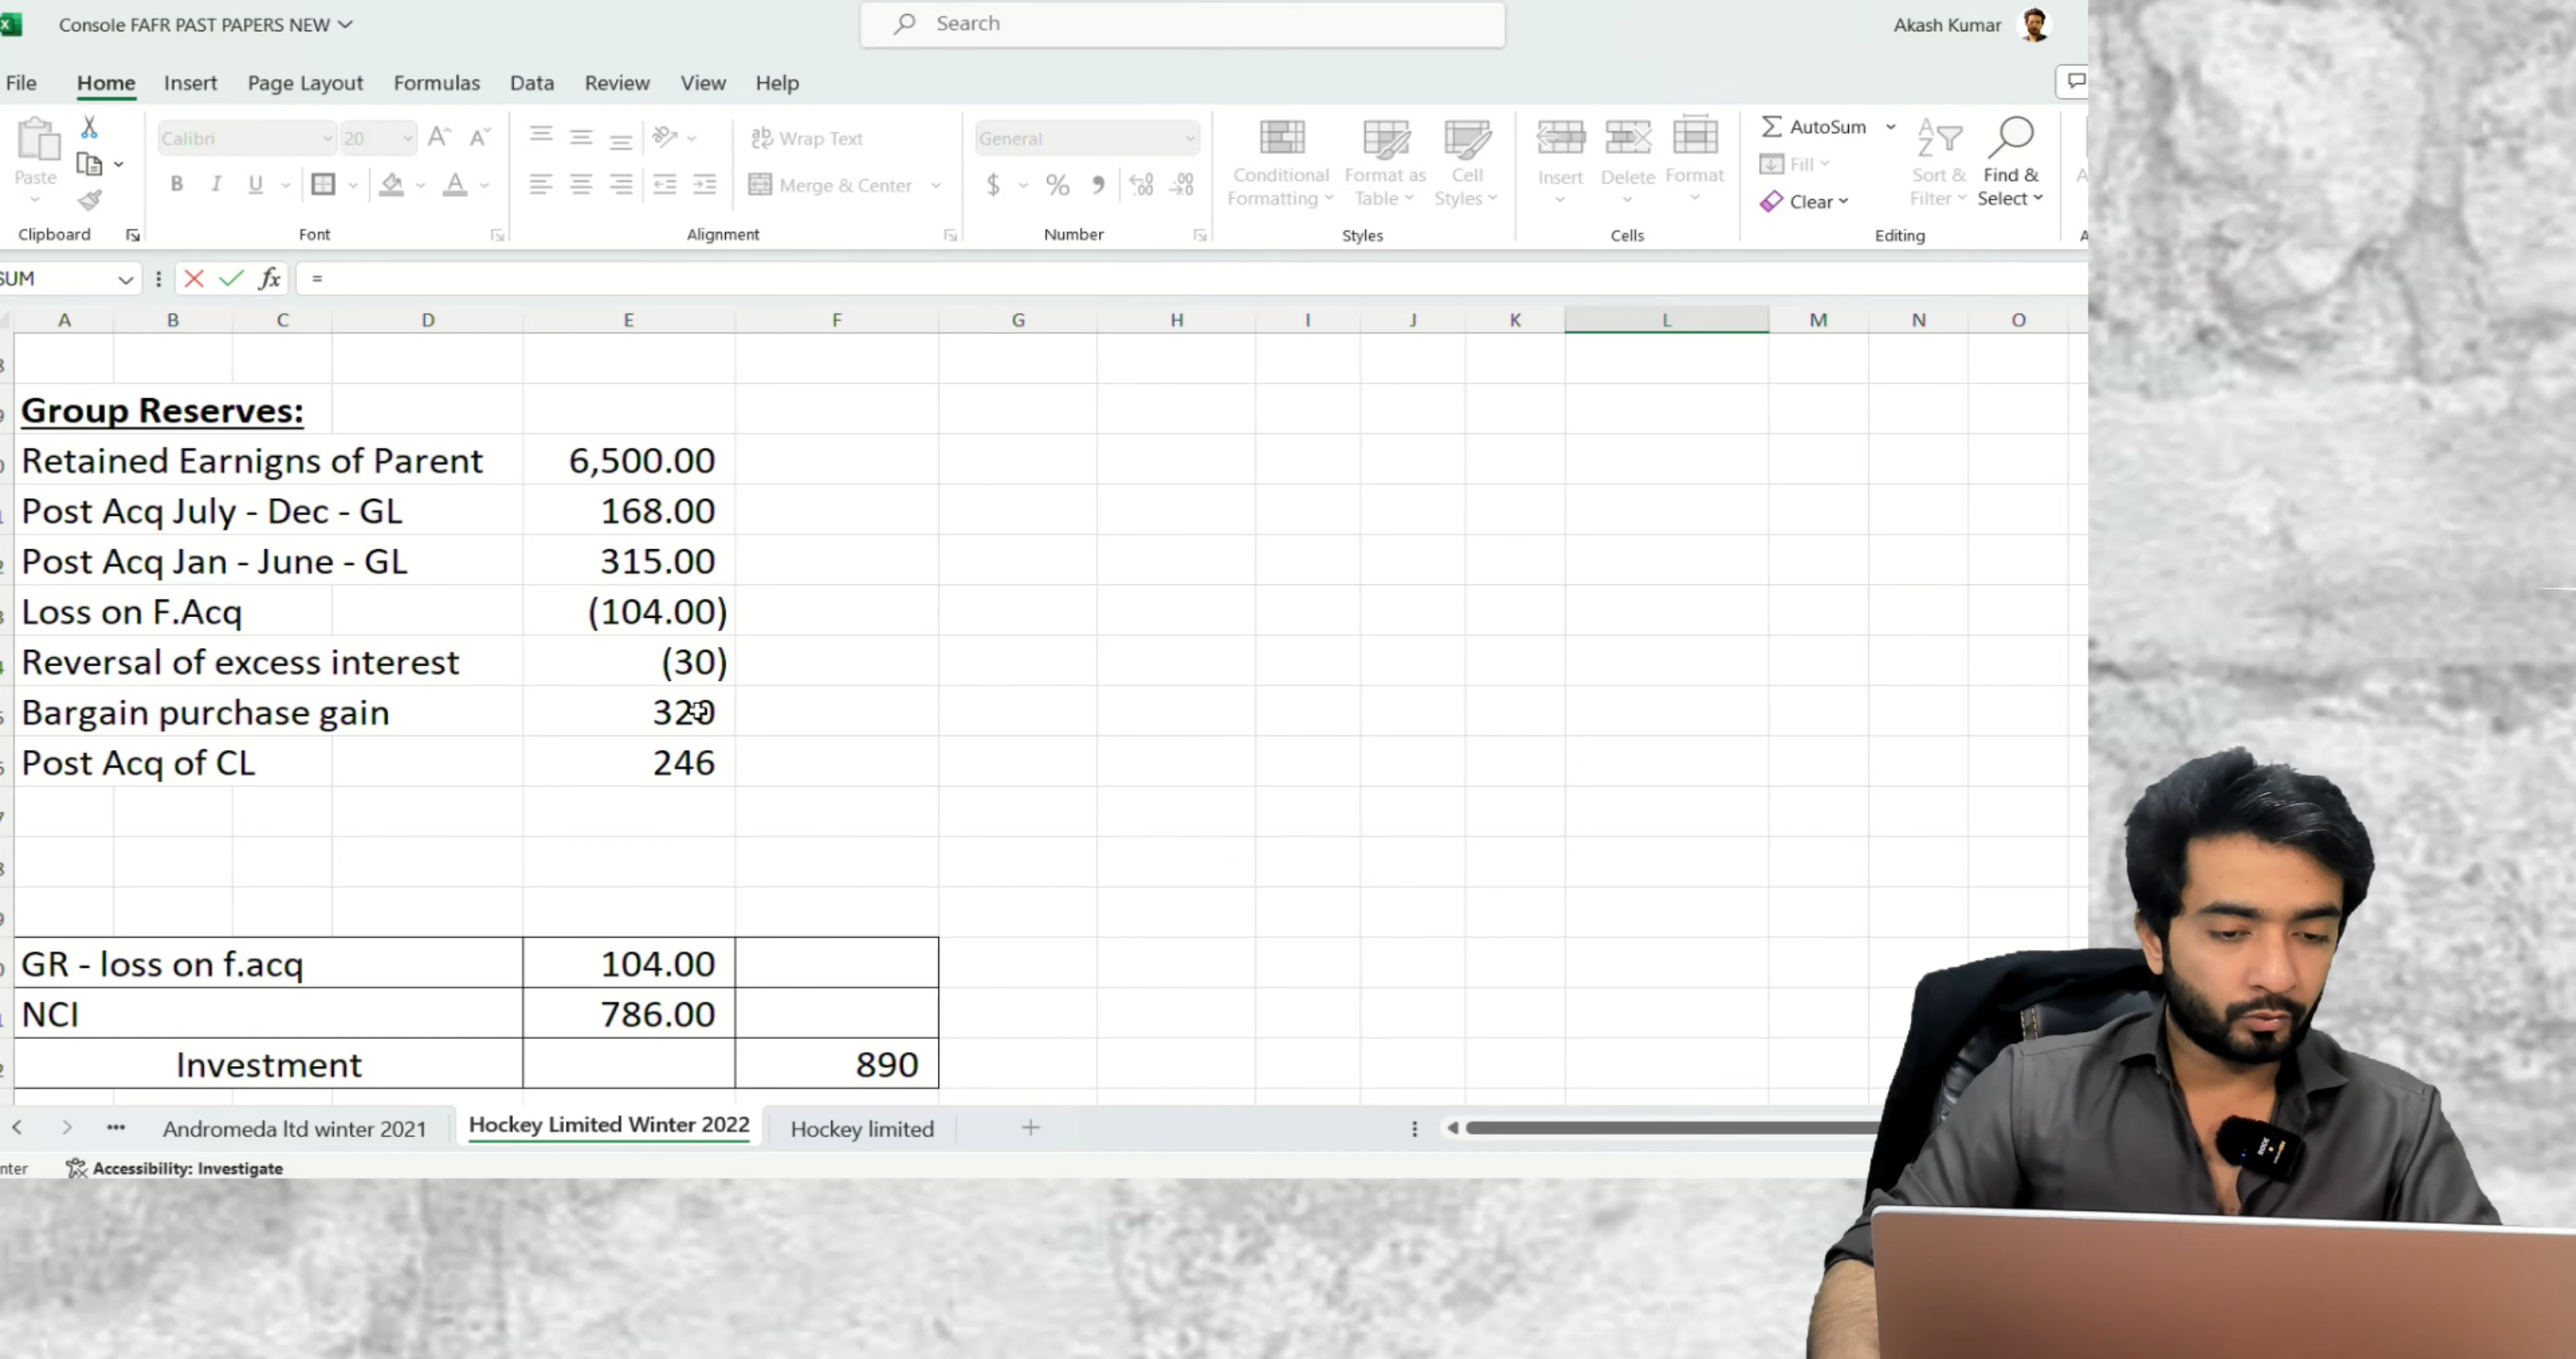 Console FAFR PAST PAPERS NEW
Search
Akash Kumar
File Home Insert Page Layout Formulas Data Review View Help
Paste
Clipboard
Calibri 20
B I U
Font
Wrap Text
Merge & Center
Alignment
General
$ % 9
Number
Conditional Formatting
Format as Table
Cell Styles
Styles
Insert Delete Format
Cells
AutoSum
Fill
Clear
Sort & Filter
Find & Select
Editing
SUM fx =
A B C D E F G H I J K L M N O
Group Reserves:
Retained Earnigns of Parent 6,500.00
Post Acq July - Dec - GL 168.00
Post Acq Jan - June - GL 315.00
Loss on F.Acq (104.00)
Reversal of excess interest (30)
Bargain purchase gain 320
Post Acq of CL 246
GR - loss on f.acq 104.00
NCI 786.00
Investment 890
Andromeda ltd winter 2021 Hockey Limited Winter 2022 Hockey limited
nter Accessibility: Investigate